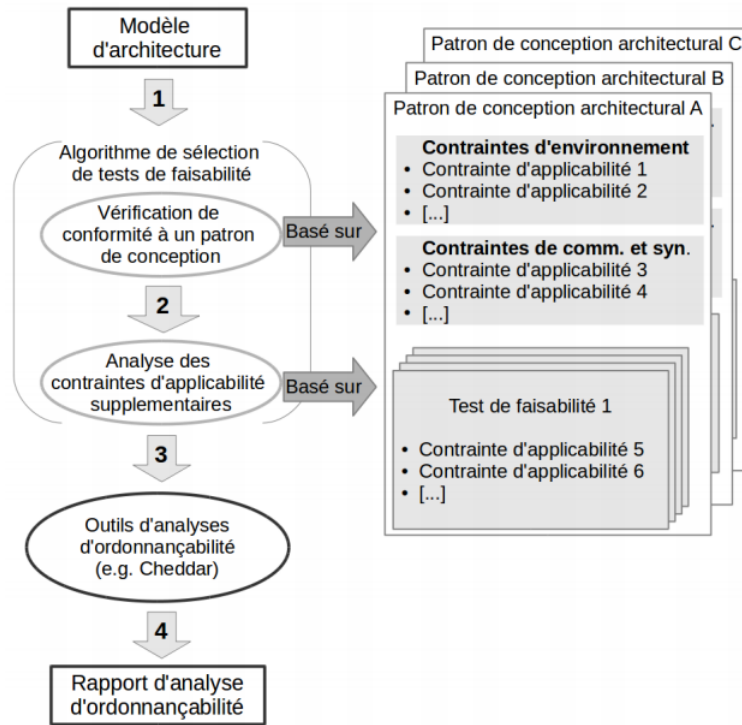 Modèle
d'architecture
1
Algorithme de sélection
de tests de faisabilité
Vérification de
conformité à un patron
de conception
Basé sur
2
Analyse des
contraintes d'applicabilité
supplementaires
Basé sur
3
Outils d'analyses
d'ordonnançabilité
(e.g. Cheddar)
4
Rapport d'analyse
d'ordonnançabilité
Patron de conception architectural C
Patron de conception architectural B
Patron de conception architectural A
Contraintes d'environnement
• Contrainte d'applicabilité 1
• Contrainte d'applicabilité 2
• [...]
Contraintes de comm. et syn.
• Contrainte d'applicabilité 3
• Contrainte d'applicabilité 4
• [...]
Test de faisabilité 1
• Contrainte d'applicabilité 5
• Contrainte d'applicabilité 6
• [...]